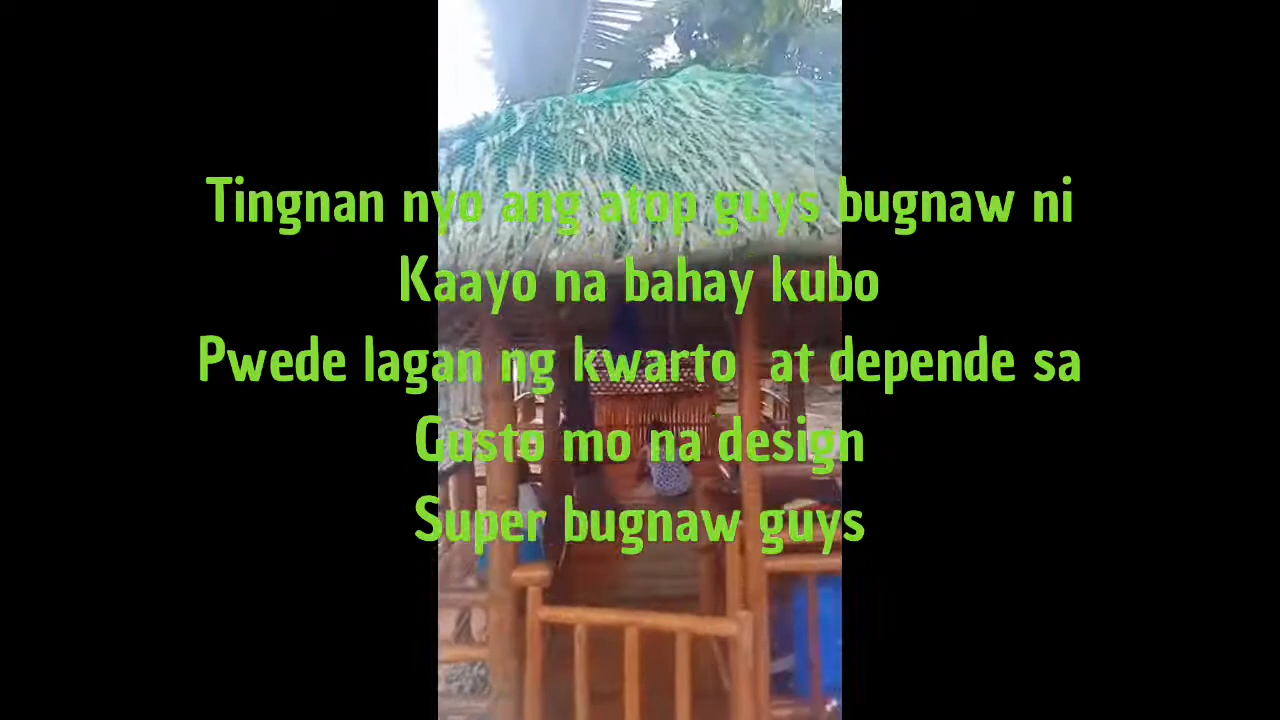 Tingnan nyo ang atop guys bugnaw ni
Kaayo na bahay kubo
Pwede lagan ng kwarto at depende sa
Gusto mo na design
Super bugnaw guys